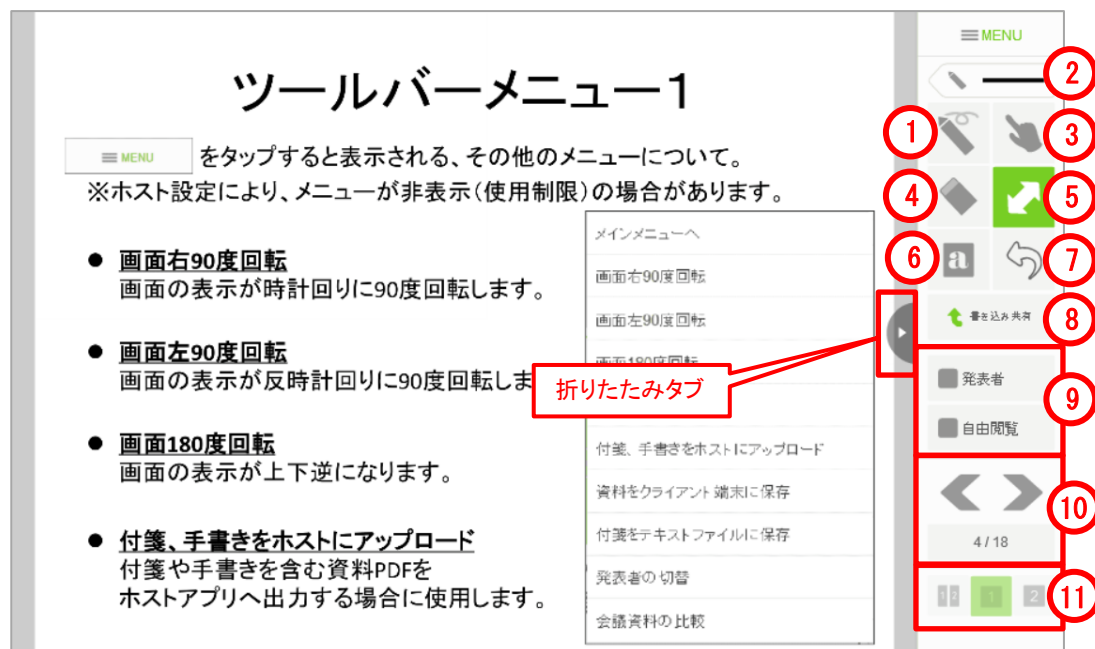 ツールバーメニュー1
MENU
をタップすると表示される、その他のメニューについて。
※ホスト設定により、メニューが非表示(使用制限)の場合があります。
● 画面右90度回転
画面の表示が時計回りに90度回転します。
● 画面左90度回転
画面の表示が反時計回りに90度回転しま
● 画面180度回転
画面の表示が上下逆になります。
● 付箋、手書きをホストにアップロード
付箋や手書きを含む資料PDFを
ホストアプリへ出力する場合に使用します。
メインメニューへ
画面右90度回転
画面左90度回転
画面180度回転
付箋、手書きをホストにアップロード
資料をクライアント端末に保存
付箋をテキストファイルに保存
発表者の切替
会議資料の比較
折りたたみタブ
MENU
2
1
3
4
5
a
6
7
書き込み共有
8
発表者
自由閲覧
9
10
4 / 18
1 2
1
2
11